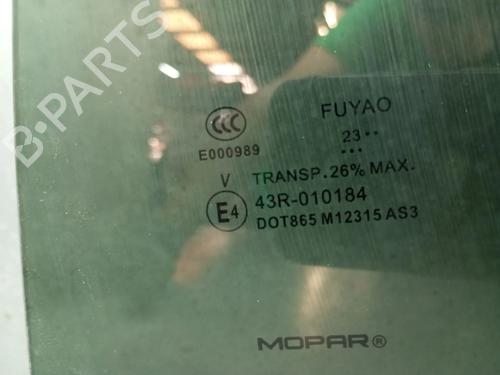 B-PARTS
FUYAO
CCC
23··
...
E000989
V TRANSP.26% MAX.
E4 43R-010184
DOT865 M12315 AS3
MOPAR®